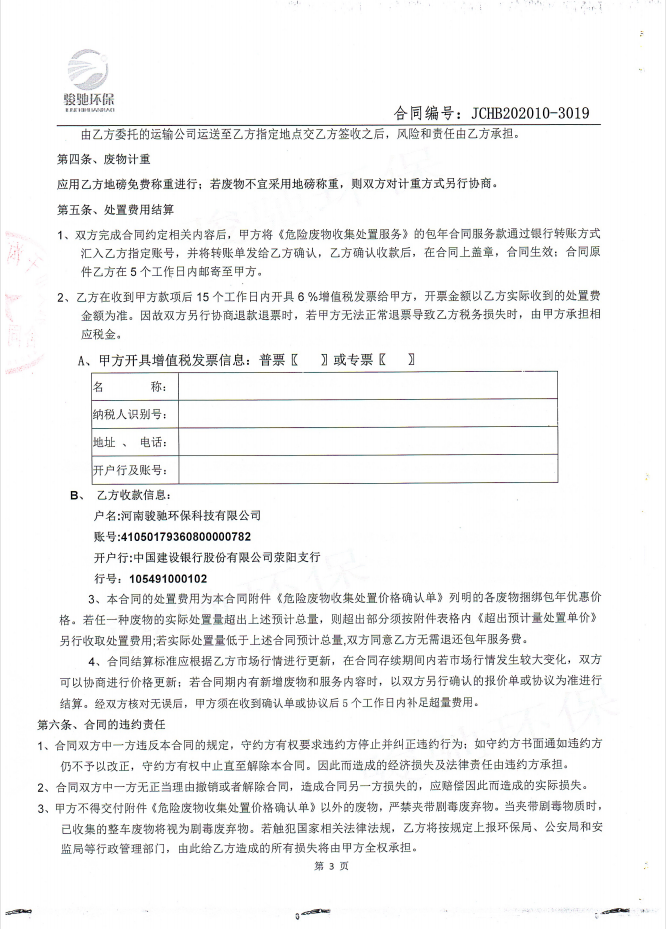 骏驰环保
合同编号：JCHB202010-3019
由乙方委托的运输公司运送至乙方指定地点交乙方签收之后，风险和责任由乙方承担。
第四条、废物计重
应用乙方地磅免费称重进行；若废物不宜采用地磅称重，则双方对计重方式另行协商。
第五条、处置费用结算
1、双方完成合同约定相关内容后，甲方将《危险废物收集处置服务》的包年合同服务款通过银行转账方式
汇入乙方指定账号，并将转账单发给乙方确认，乙方确认收款后，在合同上盖章，合同生效；合同原
件乙方在 5 个工作日内邮寄至甲方。
2、乙方在收到甲方款项后 15 个工作日内开具 6 %增值税发票给甲方，开票金额以乙方实际收到的处置费
金额为准。因故双方另行协商退款退票时，若甲方无法正常退票导致乙方税务损失时，由甲方承担相
应税金。
A、甲方开具增值税发票信息：普票〖 〗或专票〖 〗
名 称：
纳税人识别号：
地址 、 电话：
开户行及账号：
B、 乙方收款信息：
户名:河南骏驰环保科技有限公司
账号:41050179360800000782
开户行:中国建设银行股份有限公司荥阳支行
行号：105491000102
3、本合同的处置费用为本合同附件《危险废物收集处置价格确认单》列明的各废物捆绑包年优惠价
格。若任一种废物的实际处置量超出上述预计总量，则超出部分须按附件表格内《超出预计量处置单价》
另行收取处置费用;若实际处置量低于上述合同预计总量,双方同意乙方无需退还包年服务费。
4、合同结算标准应根据乙方市场行情进行更新，在合同存续期间内若市场行情发生较大变化，双方
可以协商进行价格更新；若合同期内有新增废物和服务内容时，以双方另行确认的报价单或协议为准进行
结算。经双方核对无误后，甲方须在收到确认单或协议后 5 个工作日内补足超量费用。
第六条、合同的违约责任
1、合同双方中一方违反本合同的规定，守约方有权要求违约方停止并纠正违约行为；如守约方书面通知违约方
仍不予以改正，守约方有权中止直至解除本合同。因此而造成的经济损失及法律责任由违约方承担。
2、合同双方中一方无正当理由撤销或者解除合同，造成合同另一方损失的，应赔偿因此而造成的实际损失。
3、甲方不得交付附件《危险废物收集处置价格确认单》以外的废物，严禁夹带剧毒废弃物。当夹带剧毒物质时，
已收集的整车废物将视为剧毒废弃物。若触犯国家相关法律法规，乙方将按规定上报环保局、公安局和安
监局等行政管理部门，由此给乙方造成的所有损失将由甲方全权承担。
第 3 页